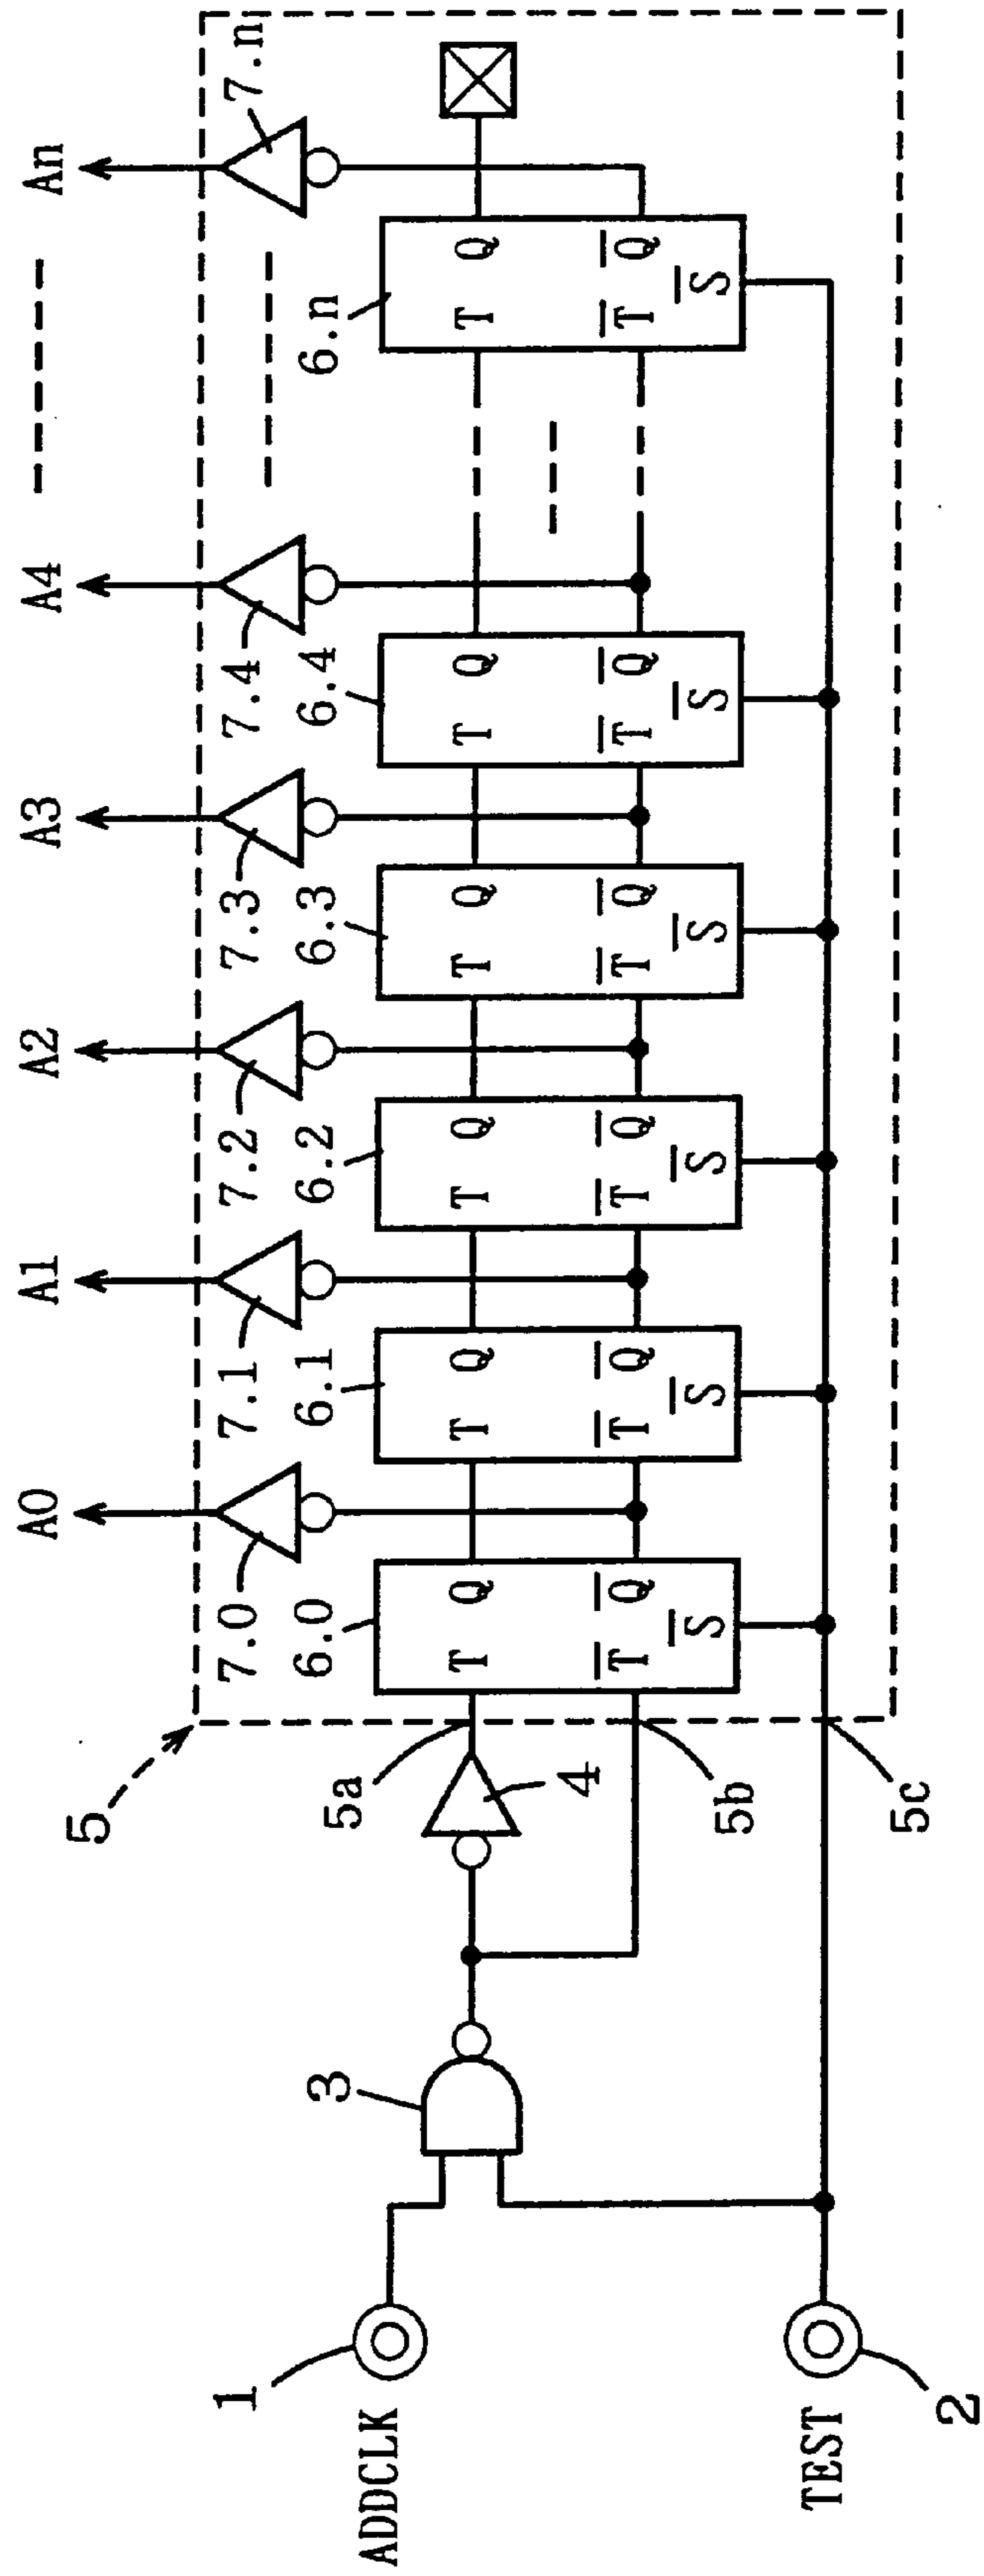 A0 A1 A2 A3 A4 An
7.0 7.1 7.2 7.3 7.4 7.n
6.0 6.1 6.2 6.3 6.4 6.n
5
T Q T Q T Q T Q T Q T Q
T̅ Q̅ T̅ Q̅ T̅ Q̅ T̅ Q̅ T̅ Q̅ T̅ Q̅
S̅ S̅ S̅ S̅ S̅ S̅
1 3 5a
ADDCLK
4
5b
5c
TEST
2